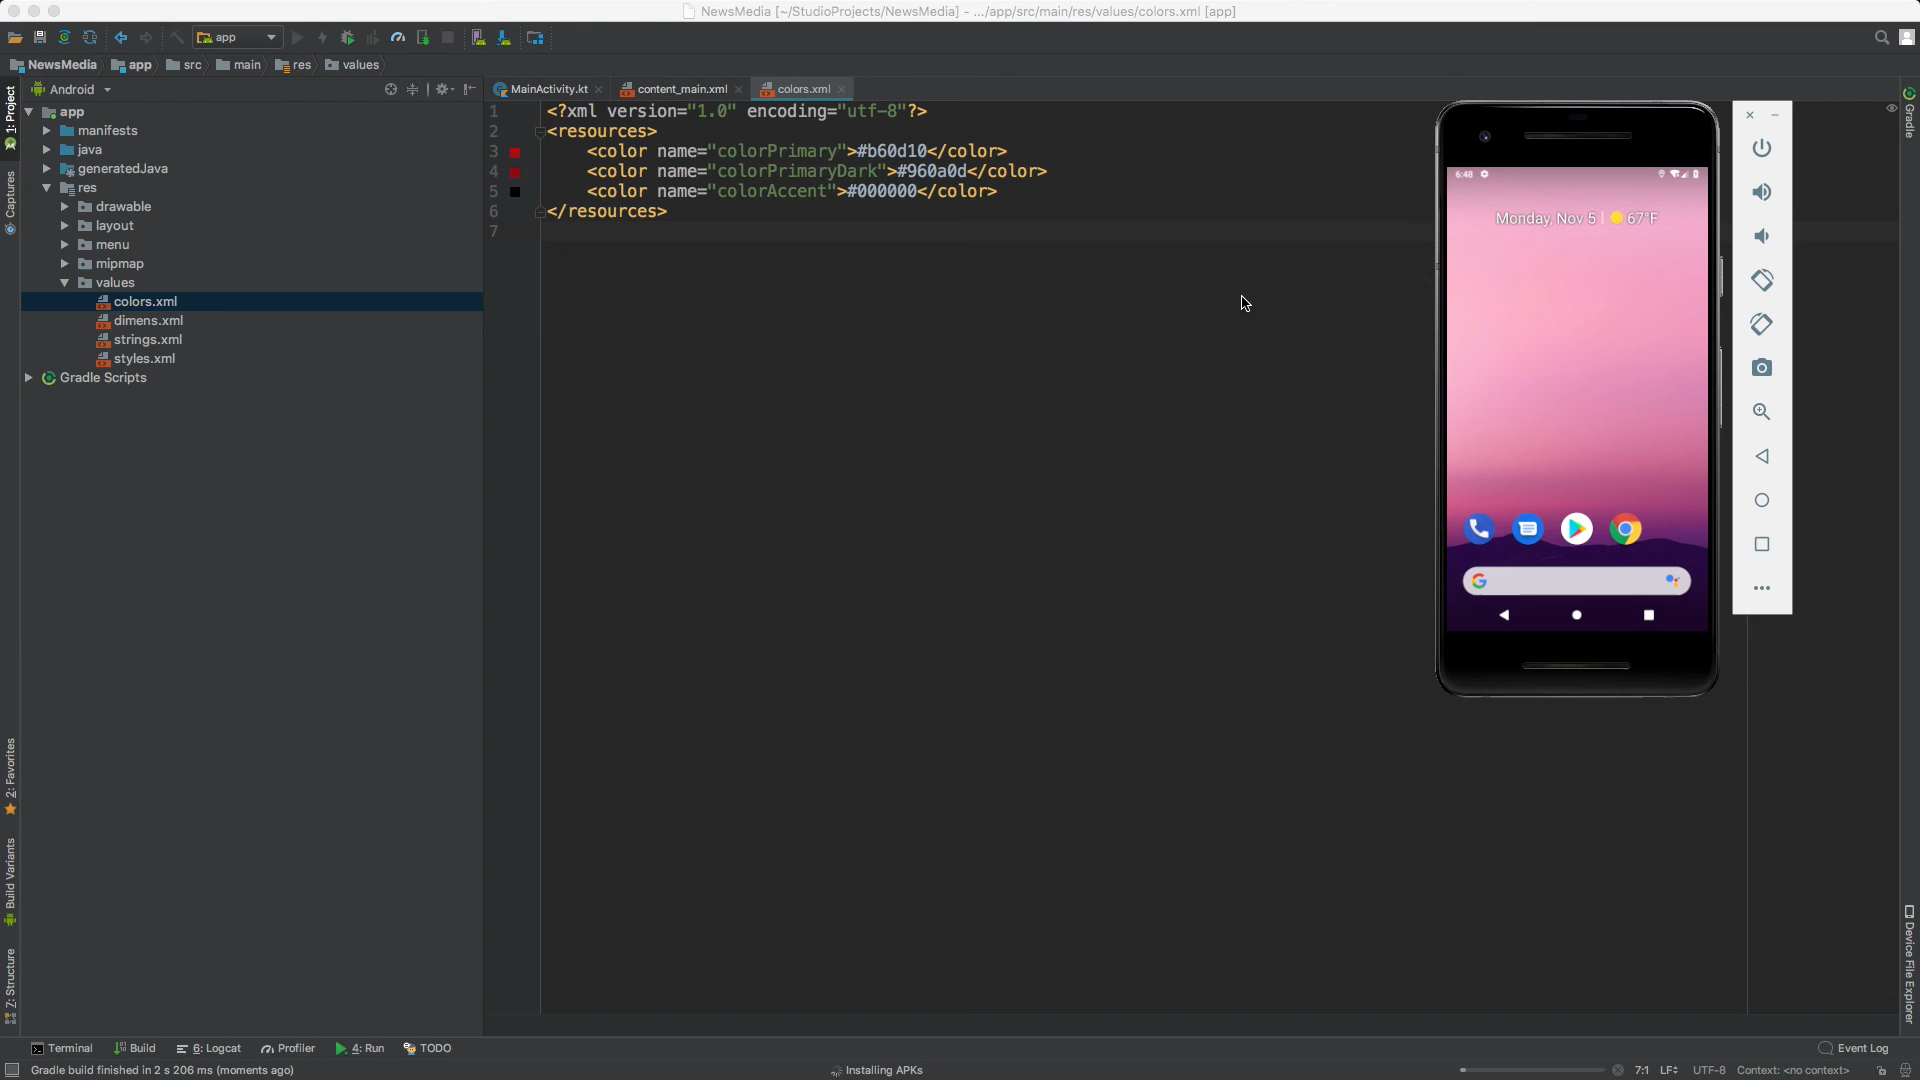 NewsMedia [~/StudioProjects/NewsMedia] - .../app/src/main/res/values/colors.xml [app]
app
NewsMedia app src main res values
Android
MainActivity.kt content_main.xml colors.xml
1: Project
Captures
2: Favorites
Build Variants
7: Structure
app
manifests
java
generatedJava
res
drawable
layout
menu
mipmap
values
colors.xml
dimens.xml
strings.xml
styles.xml
Gradle Scripts
1 <?xml version="1.0" encoding="utf-8"?>
2 <resources>
3 <color name="colorPrimary">#b60d10</color>
4 <color name="colorPrimaryDark">#960a0d</color>
5 <color name="colorAccent">#000000</color>
6 </resources>
7
6:48
Monday, Nov 5 | 67°F
Gradle
Device File Explorer
Terminal Build 6: Logcat Profiler 4: Run TODO Event Log
Gradle build finished in 2 s 206 ms (moments ago) Installing APKs 7:1 LF UTF-8 Context: <no context>